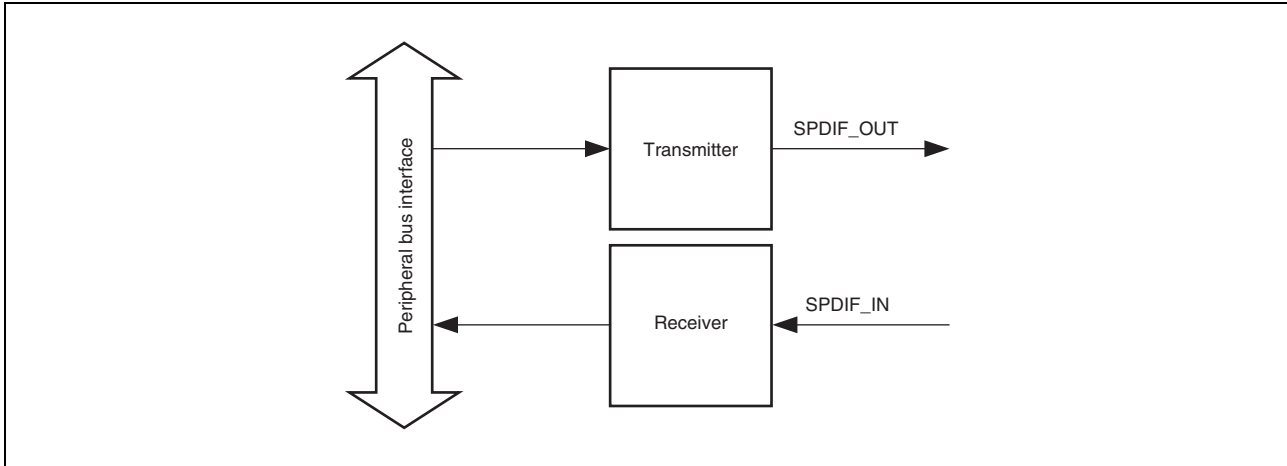 Peripheral bus interface
Transmitter
SPDIF_OUT
Receiver
SPDIF_IN